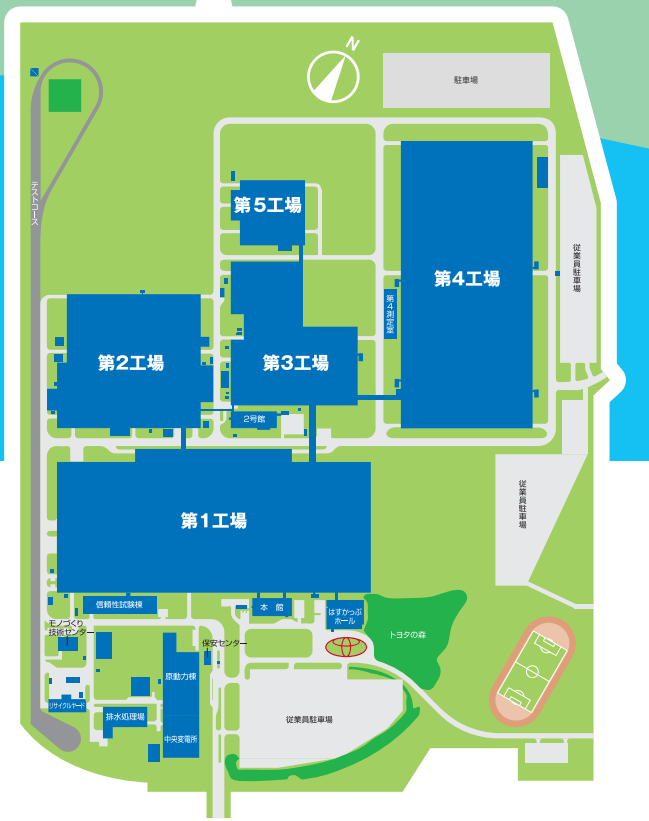 N
駐車場
テストコース
第5工場
第4工場
従業員駐車場
第4測定室
第2工場
第3工場
2号館
従業員駐車場
第1工場
信頼性試験棟
本 館
はすかっぷ
ホール
モノづくり
技術センター
保安センター
トヨタの森
原動力棟
リサイクルヤード
排水処理場
従業員駐車場
中央変電所